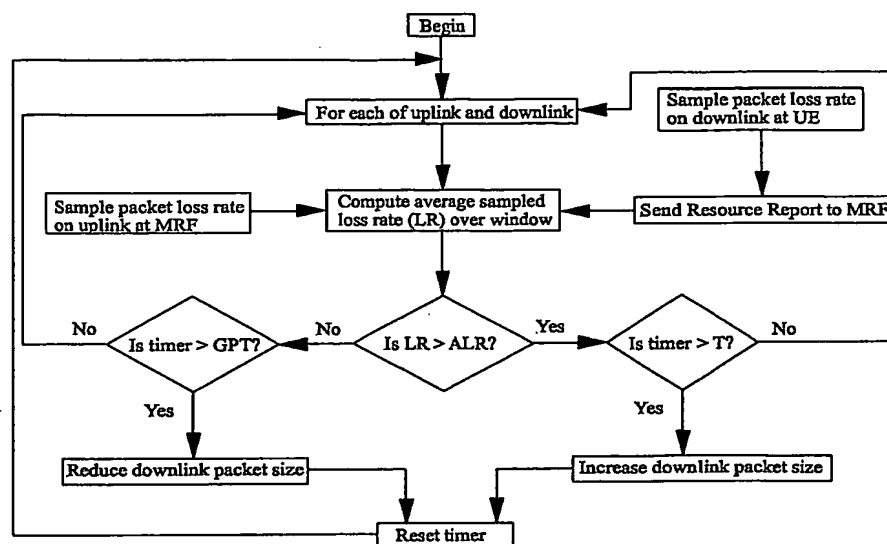 Begin
For each of uplink and downlink
Sample packet loss rate
on downlink at UE
Sample packet loss rate
on uplink at MRF
Compute average sampled
loss rate (LR) over window
Send Resource Report to MRF
No
Is timer > GPT?
No
Is LR > ALR?
Yes
Is timer > T?
No
Yes
Yes
Reduce downlink packet size
Increase downlink packet size
Reset timer